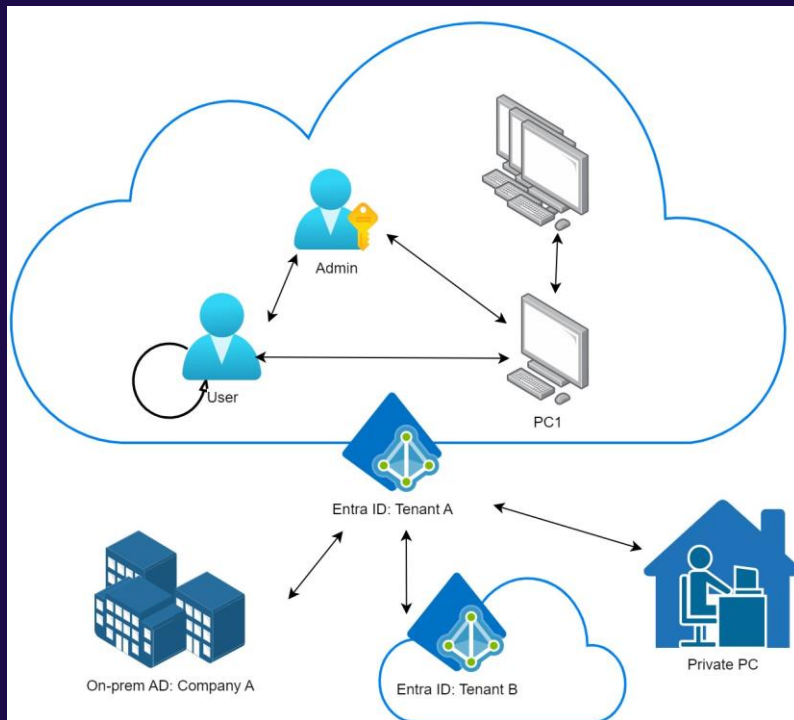 Admin
User
PC1
Entra ID: Tenant A
On-prem AD: Company A
Entra ID: Tenant B
Private PC